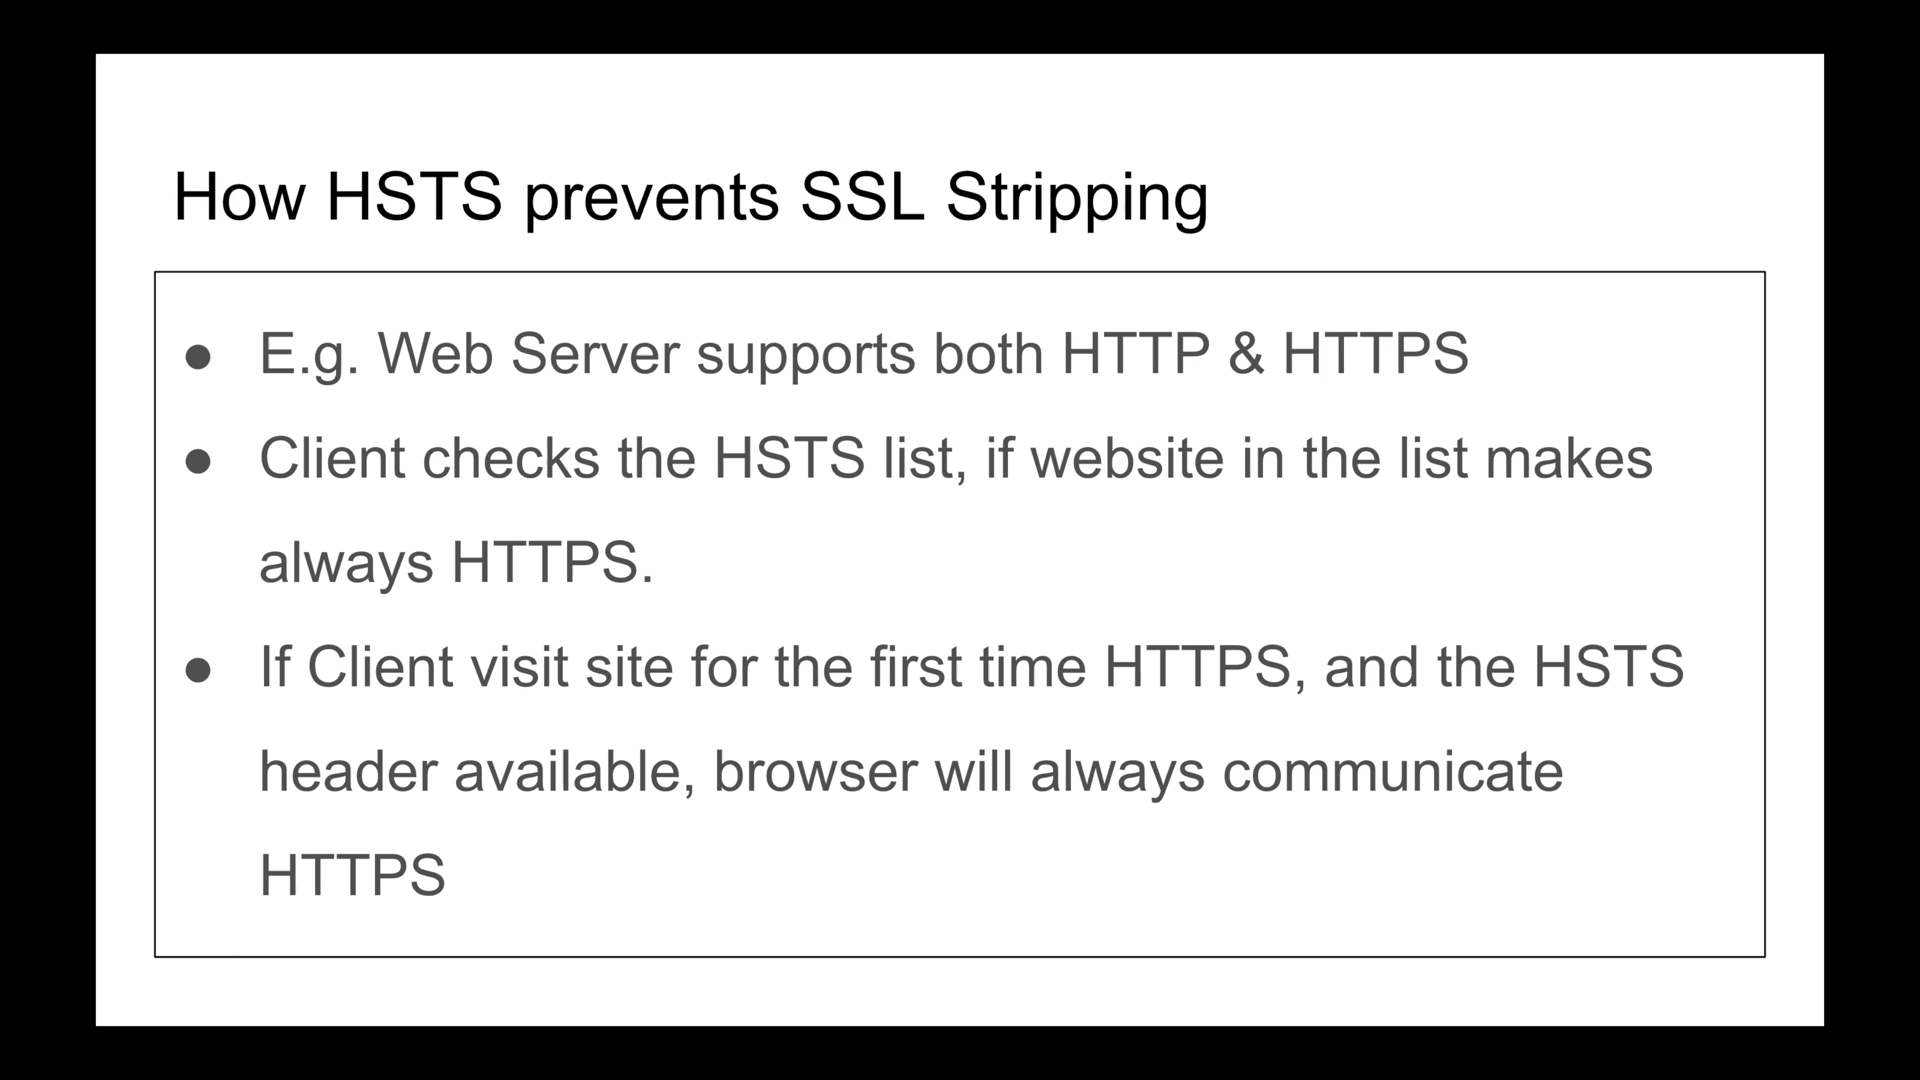 How HSTS prevents SSL Stripping
● E.g. Web Server supports both HTTP & HTTPS
● Client checks the HSTS list, if website in the list makes
always HTTPS.
● If Client visit site for the first time HTTPS, and the HSTS
header available, browser will always communicate
HTTPS